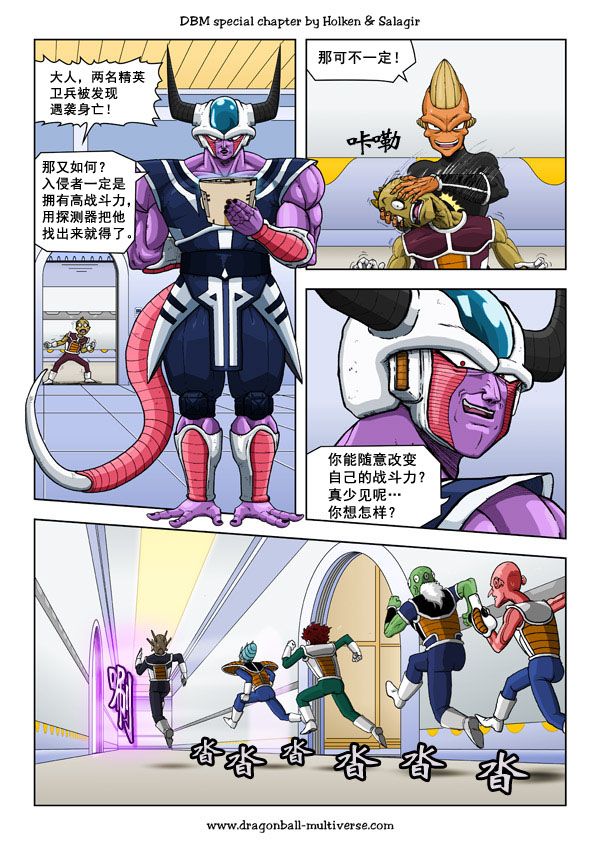 DBM special chapter by Holken & Salagir
大人，两名精英
卫兵被发现
遇袭身亡！
那又如何？
入侵者一定是
拥有高战斗力，
用探测器把他
找出来就得了。
那可不一定！
咔嘞
你能随意改变
自己的战斗力？
真少见呢…
你想怎样？
唰
沓
沓
沓
沓
沓
沓
www.dragonball-multiverse.com